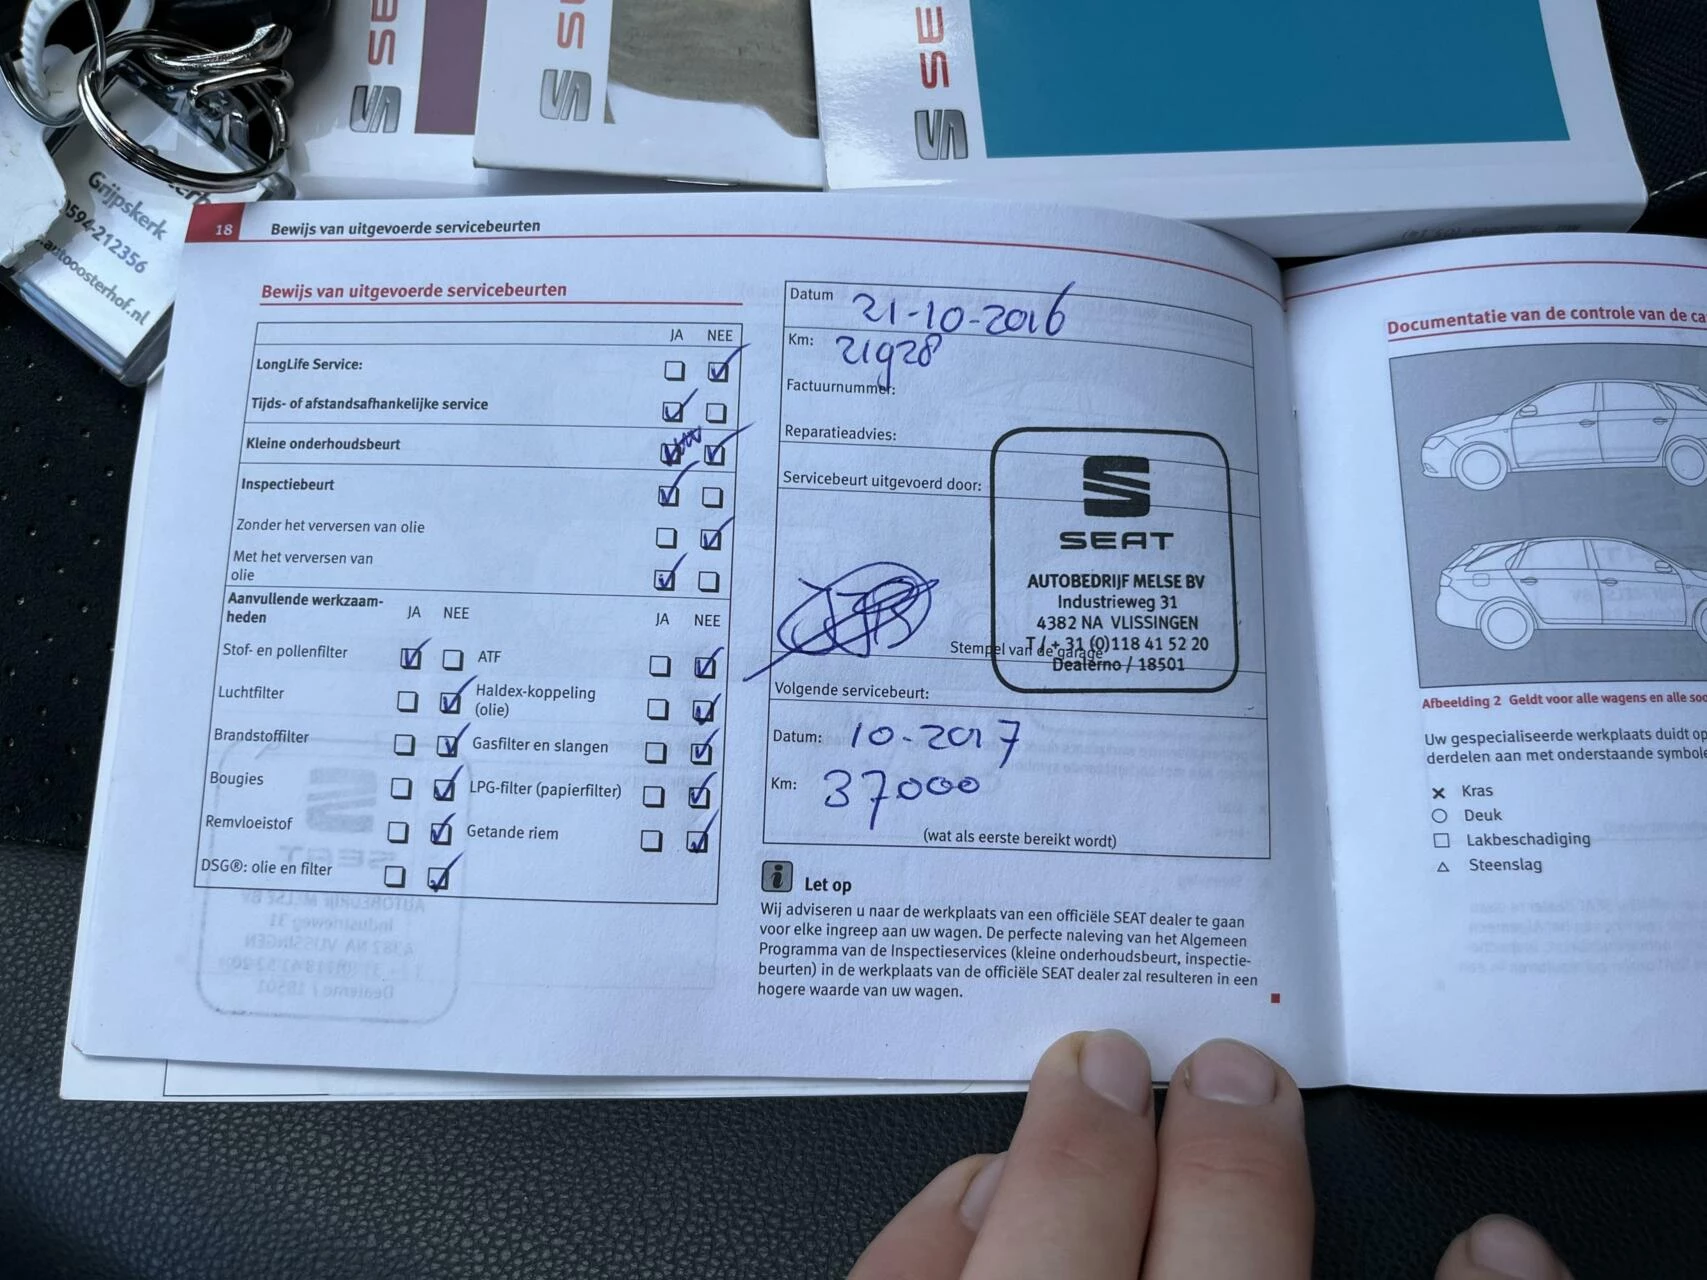 SE
SE
SE
Grijpskerk
0594-212356
.autooosterhof.nl
18 Bewijs van uitgevoerde servicebeurten
Bewijs van uitgevoerde servicebeurten
JA NEE
LongLife Service:
Tijds- of afstandsafhankelijke service
Kleine onderhoudsbeurt
Inspectiebeurt
Zonder het verversen van olie
Met het verversen van
olie
Aanvullende werkzaam-
heden
JA NEE
JA NEE
Stof- en pollenfilter
ATF
Luchtfilter
Haldex-koppeling
(olie)
Brandstoffilter
Gasfilter en slangen
Bougies
LPG-filter (papierfilter)
Remvloeistof
Getande riem
DSG®: olie en filter
Datum 21-10-2016
Km: 21928
Factuurnummer:
Reparatieadvies:
Servicebeurt uitgevoerd door:
SEAT
AUTOBEDRIJF MELSE BV
Industrieweg 31
4382 NA VLISSINGEN
T / + 31 (0)118 41 52 20
Stempel van de garage
Dealerno / 18501
Volgende servicebeurt:
Datum: 10-2017
Km: 37000
(wat als eerste bereikt wordt)
i Let op
Wij adviseren u naar de werkplaats van een officiële SEAT dealer te gaan
voor elke ingreep aan uw wagen. De perfecte naleving van het Algemeen
Programma van de Inspectieservices (kleine onderhoudsbeurt, inspectie-
beurten) in de werkplaats van de officiële SEAT dealer zal resulteren in een
hogere waarde van uw wagen.
Documentatie van de controle van de ca
Afbeelding 2 Geldt voor alle wagens en alle soo
Uw gespecialiseerde werkplaats duidt op
derdelen aan met onderstaande symbole
Kras
Deuk
Lakbeschadiging
Steenslag